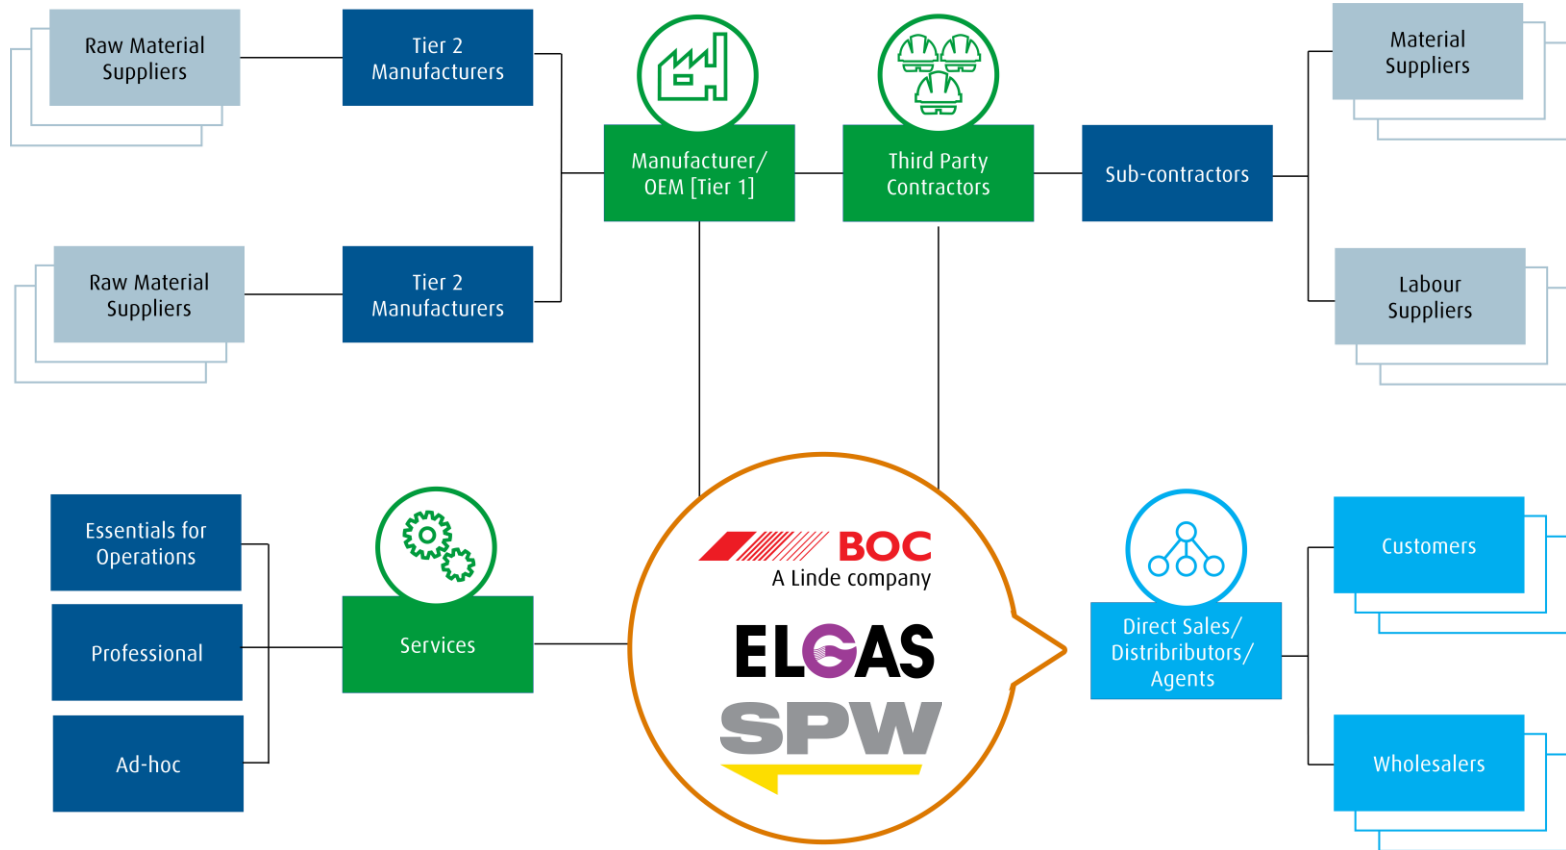 Raw Material
Suppliers
Tier 2
Manufacturers
Manufacturer/
OEM [Tier 1]
Third Party
Contractors
Sub-contractors
Material
Suppliers
Raw Material
Suppliers
Tier 2
Manufacturers
Labour
Suppliers
Essentials for
Operations
Professional
Ad-hoc
Services
BOC
A Linde company
ELGAS
SPW
Direct Sales/
Distribributors/
Agents
Customers
Wholesalers